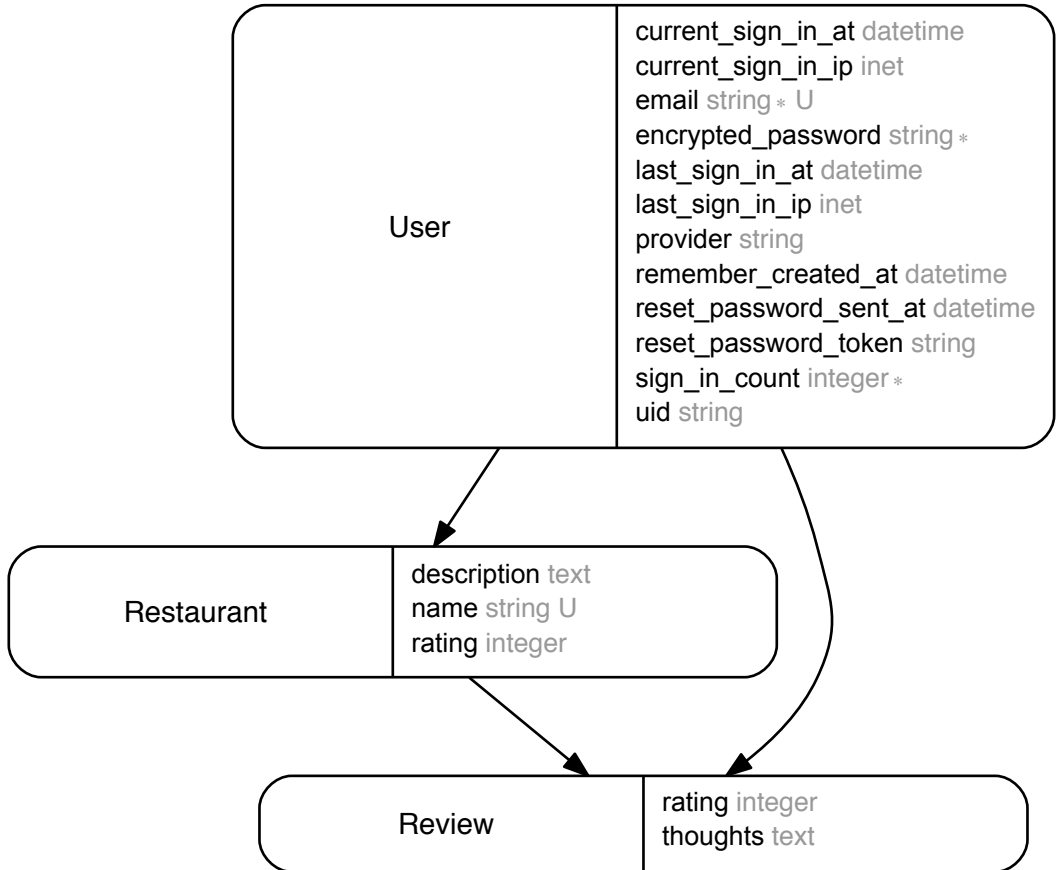 User
current_sign_in_at datetime
current_sign_in_ip inet
email string * U
encrypted_password string *
last_sign_in_at datetime
last_sign_in_ip inet
provider string
remember_created_at datetime
reset_password_sent_at datetime
reset_password_token string
sign_in_count integer *
uid string
Restaurant
description text
name string U
rating integer
Review
rating integer
thoughts text